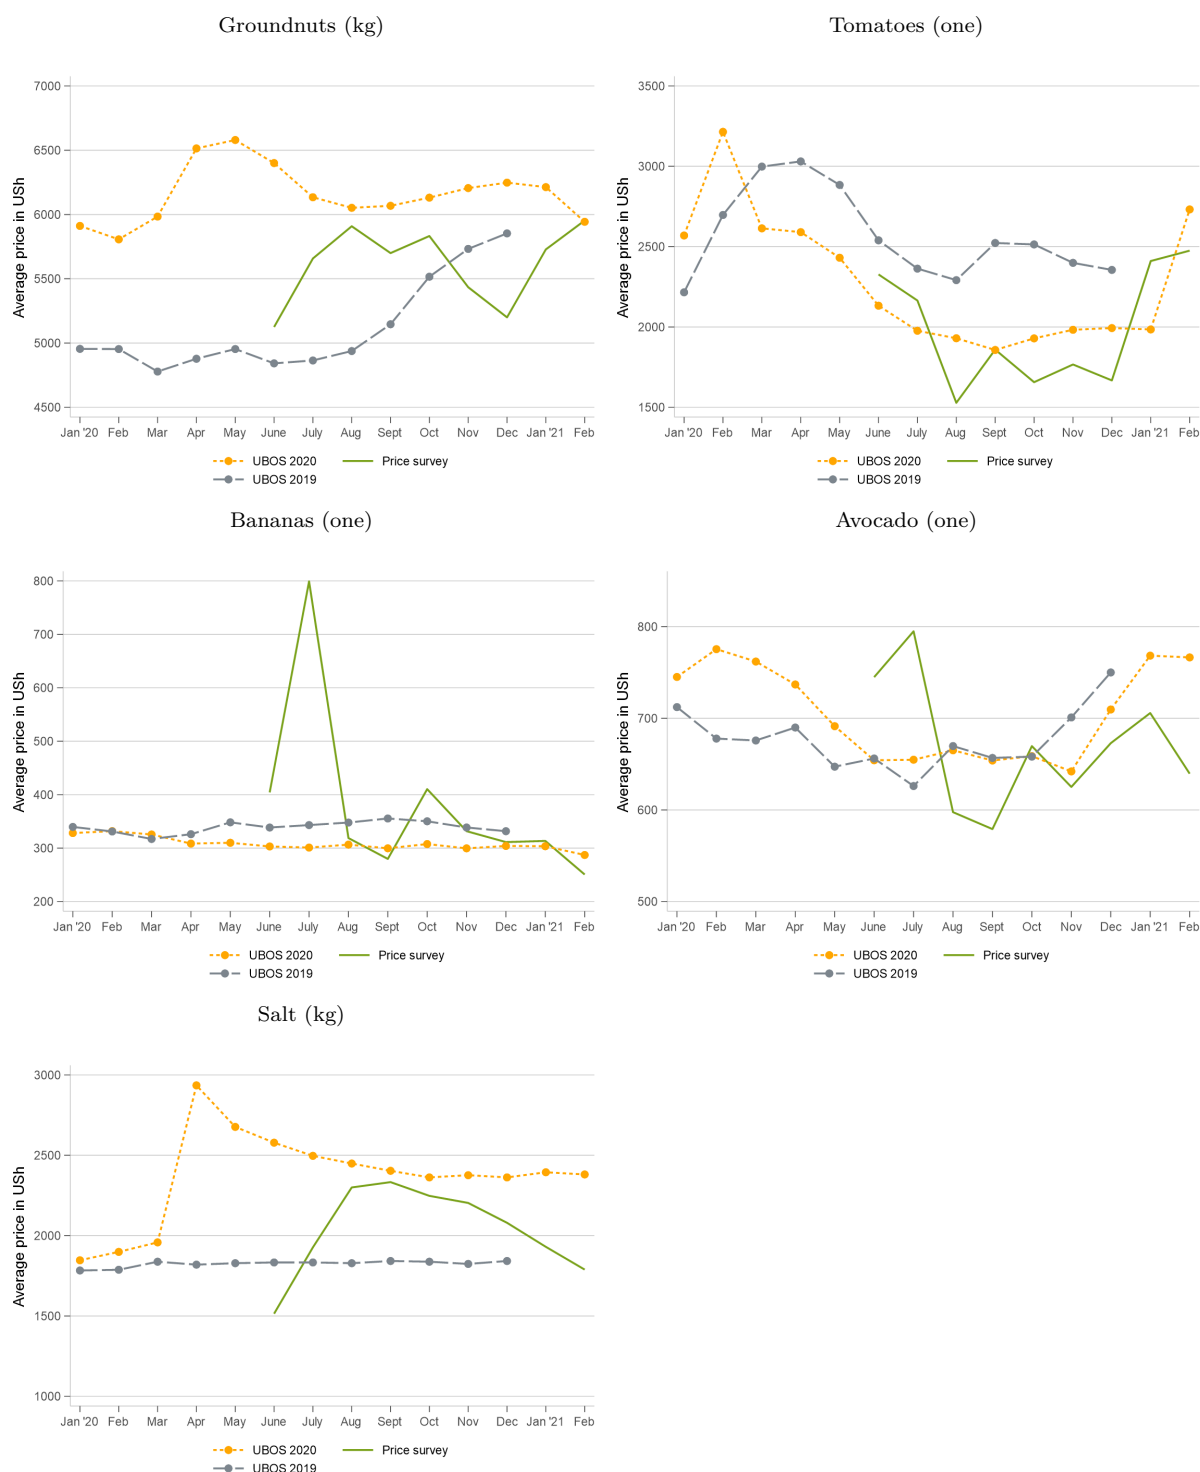 Groundnuts (kg)
Average price in USh
7000
6500
6000
5500
5000
4500
Jan '20 Feb Mar Apr May June July Aug Sept Oct Nov Dec Jan '21 Feb
UBOS 2020 Price survey
UBOS 2019
Tomatoes (one)
Average price in USh
3500
3000
2500
2000
1500
Jan '20 Feb Mar Apr May June July Aug Sept Oct Nov Dec Jan '21 Feb
UBOS 2020 Price survey
UBOS 2019
Bananas (one)
Average price in USh
800
700
600
500
400
300
200
Jan '20 Feb Mar Apr May June July Aug Sept Oct Nov Dec Jan '21 Feb
UBOS 2020 Price survey
UBOS 2019
Avocado (one)
Average price in USh
800
700
600
500
Jan '20 Feb Mar Apr May June July Aug Sept Oct Nov Dec Jan '21 Feb
UBOS 2020 Price survey
UBOS 2019
Salt (kg)
Average price in USh
3000
2500
2000
1500
1000
Jan '20 Feb Mar Apr May June July Aug Sept Oct Nov Dec Jan '21 Feb
UBOS 2020 Price survey
UBOS 2019